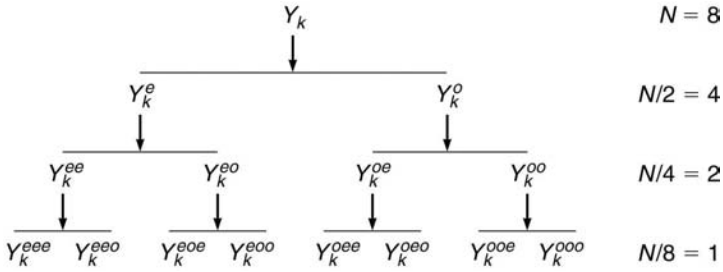 Y_k N = 8
Y_k^e Y_k^o N/2 = 4
Y_k^ee Y_k^eo Y_k^oe Y_k^oo N/4 = 2
Y_k^eee Y_k^eeo Y_k^eoe Y_k^eoo Y_k^oee Y_k^oeo Y_k^ooe Y_k^ooo N/8 = 1